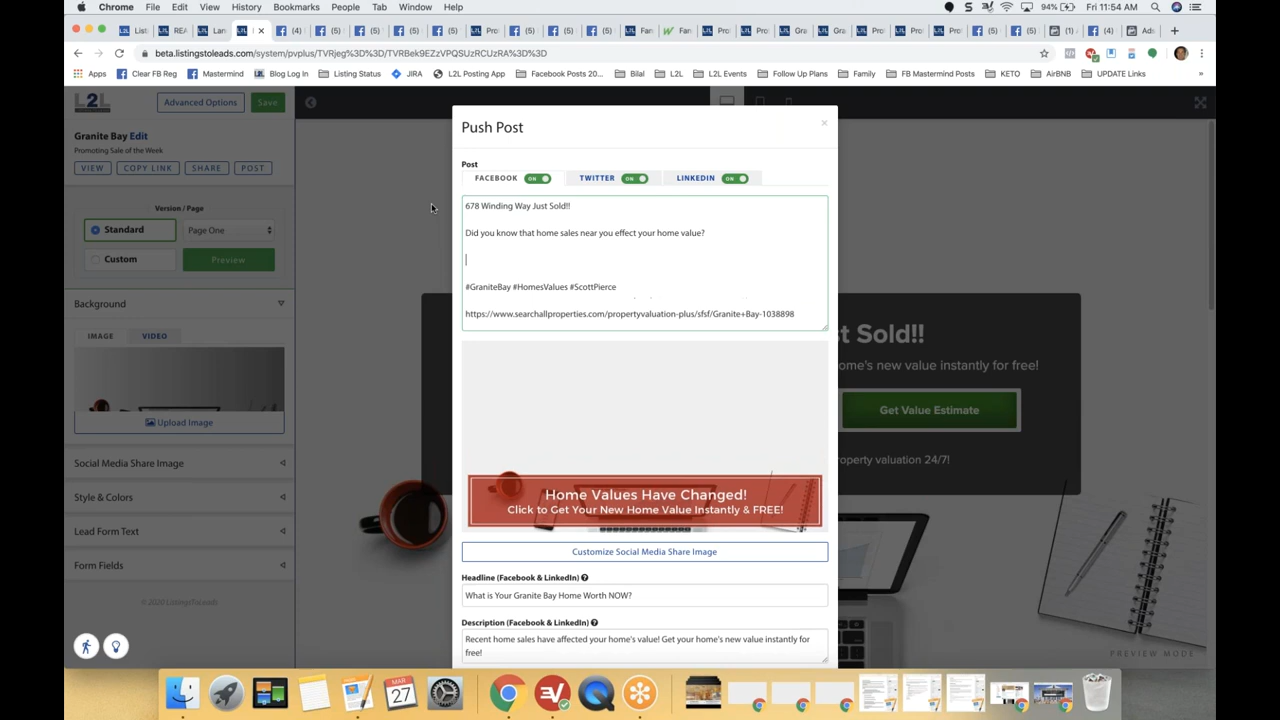 Chrome File Edit View History Bookmarks People Tab Window Help
94% Fri 11:54 AM
beta.listingstoleads.com/system/pvplus/TVRjeg%3D%3D/TVRBek9EZzVPQSUzRCUzRA%3D%3D
Apps Clear FB Reg Mastermind Blog Log In Listing Status JIRA L2L Posting App Facebook Posts 20... Bilal L2L L2L Events Follow Up Plans Family FB Mastermind Posts KETO AirBNB UPDATE Links
L2L Advanced Options Save
Granite Bay Edit
Promoting Sale of the Week
VIEW COPY LINK SHARE POST
Version / Page
Standard Page One
Custom Preview
Background
IMAGE VIDEO
Upload Image
Social Media Share Image
Style & Colors
Lead Form Text
Form Fields
© 2020 ListingsToLeads
Push Post ×
Post
FACEBOOK ON TWITTER ON LINKEDIN ON
678 Winding Way Just Sold!!
Did you know that home sales near you effect your home value?
#GraniteBay #HomesValues #ScottPierce
https://www.searchallproperties.com/propertyvaluation-plus/sfsf/Granite+Bay-1038898
Home Values Have Changed!
Click to Get Your New Home Value Instantly & FREE!
Customize Social Media Share Image
Headline (Facebook & LinkedIn)
What is Your Granite Bay Home Worth NOW?
Description (Facebook & LinkedIn)
Recent home sales have affected your home's value! Get your home's new value instantly for
free!
t Sold!!
ome's new value for free!
Get Value Estimate
operty valuation 24/7!
PREVIEW MODE
MAR
27